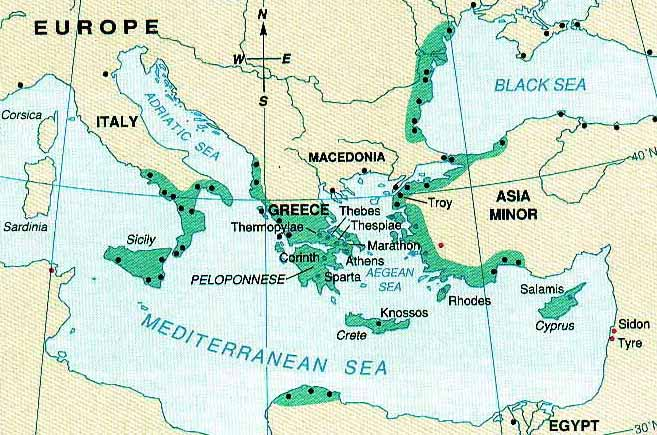 EUROPE
N
W E
S
BLACK SEA
Corsica
ITALY
ADRIATIC SEA
MACEDONIA
40°N
ASIA
MINOR
Troy
GREECE
Thebes
Thespiae
Thermopylae
Marathon
Sardinia
Sicily
Corinth
Athens
AEGEAN
SEA
PELOPONNESE
Sparta
Rhodes
Salamis
Cyprus
Knossos
Crete
Sidon
Tyre
MEDITERRANEAN SEA
EGYPT
30°N